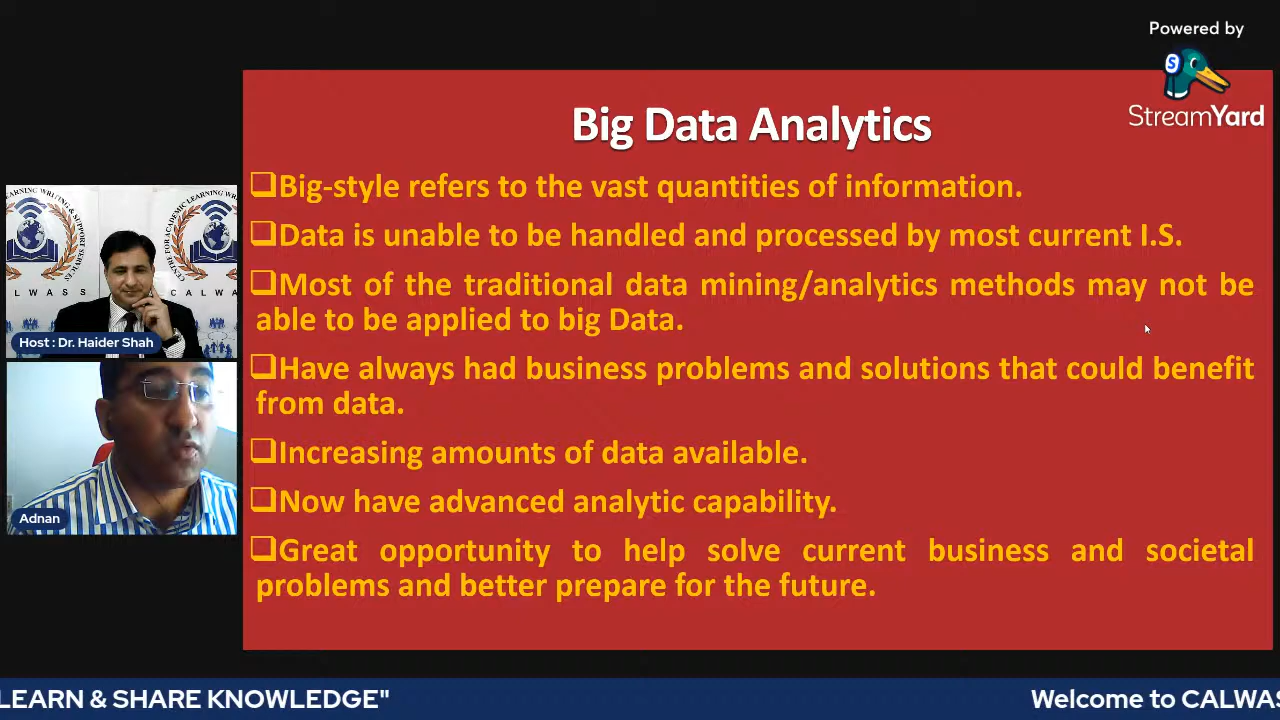 Powered by
StreamYard
Big Data Analytics
Big-style refers to the vast quantities of information.
Data is unable to be handled and processed by most current I.S.
Most of the traditional data mining/analytics methods may not be
able to be applied to big Data.
Have always had business problems and solutions that could benefit
from data.
Increasing amounts of data available.
Now have advanced analytic capability.
Great opportunity to help solve current business and societal
problems and better prepare for the future.
Host : Dr. Haider Shah
Adnan
LEARN & SHARE KNOWLEDGE"
Welcome to CALWAS